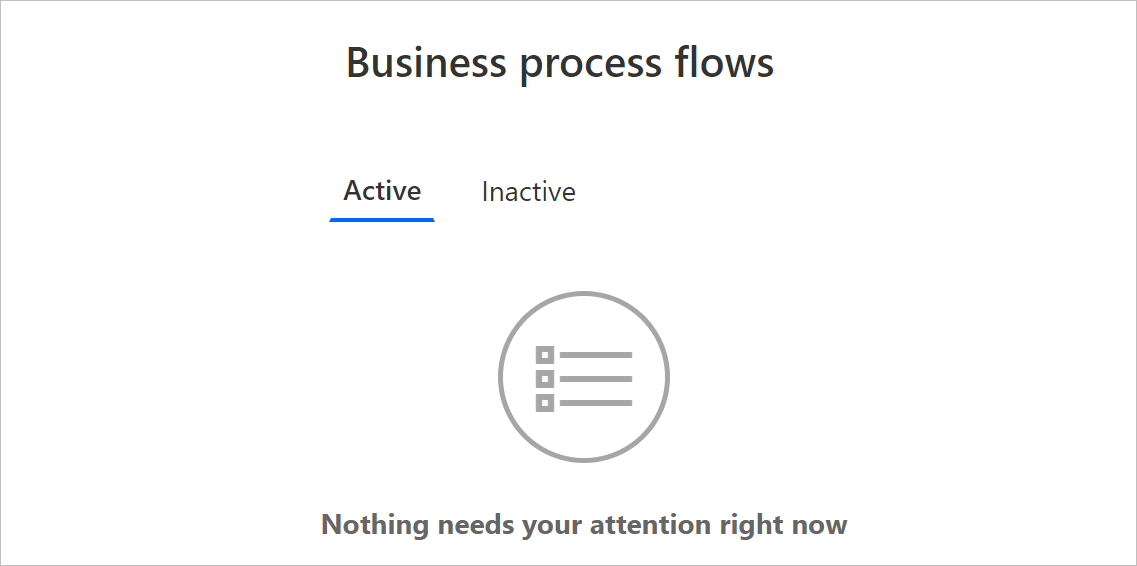 Business process flows
Active Inactive
Nothing needs your attention right now